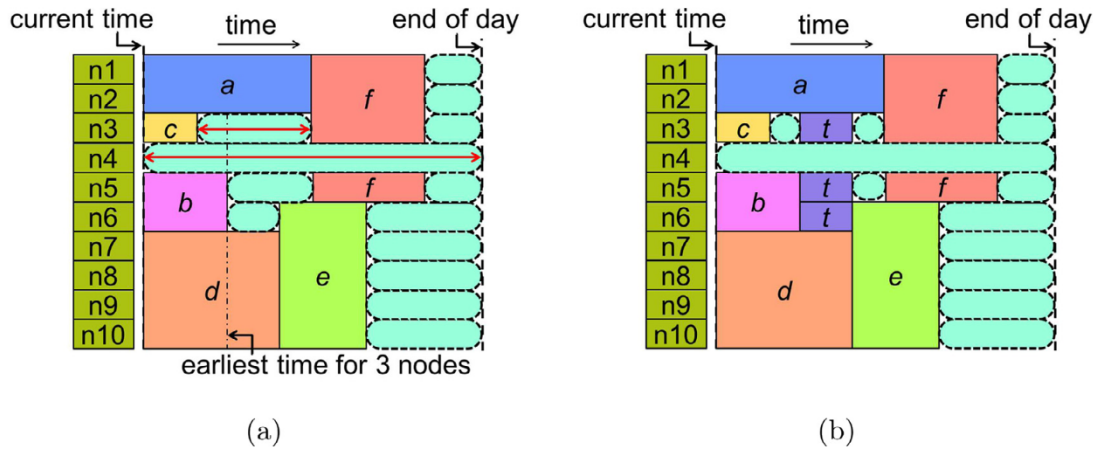 current time
time
end of day
n1
n2
n3
n4
n5
n6
n7
n8
n9
n10
a
f
c
b
f
d
e
earliest time for 3 nodes
(a)
current time
time
end of day
n1
n2
n3
n4
n5
n6
n7
n8
n9
n10
a
f
c
t
b
t
f
t
d
e
(b)